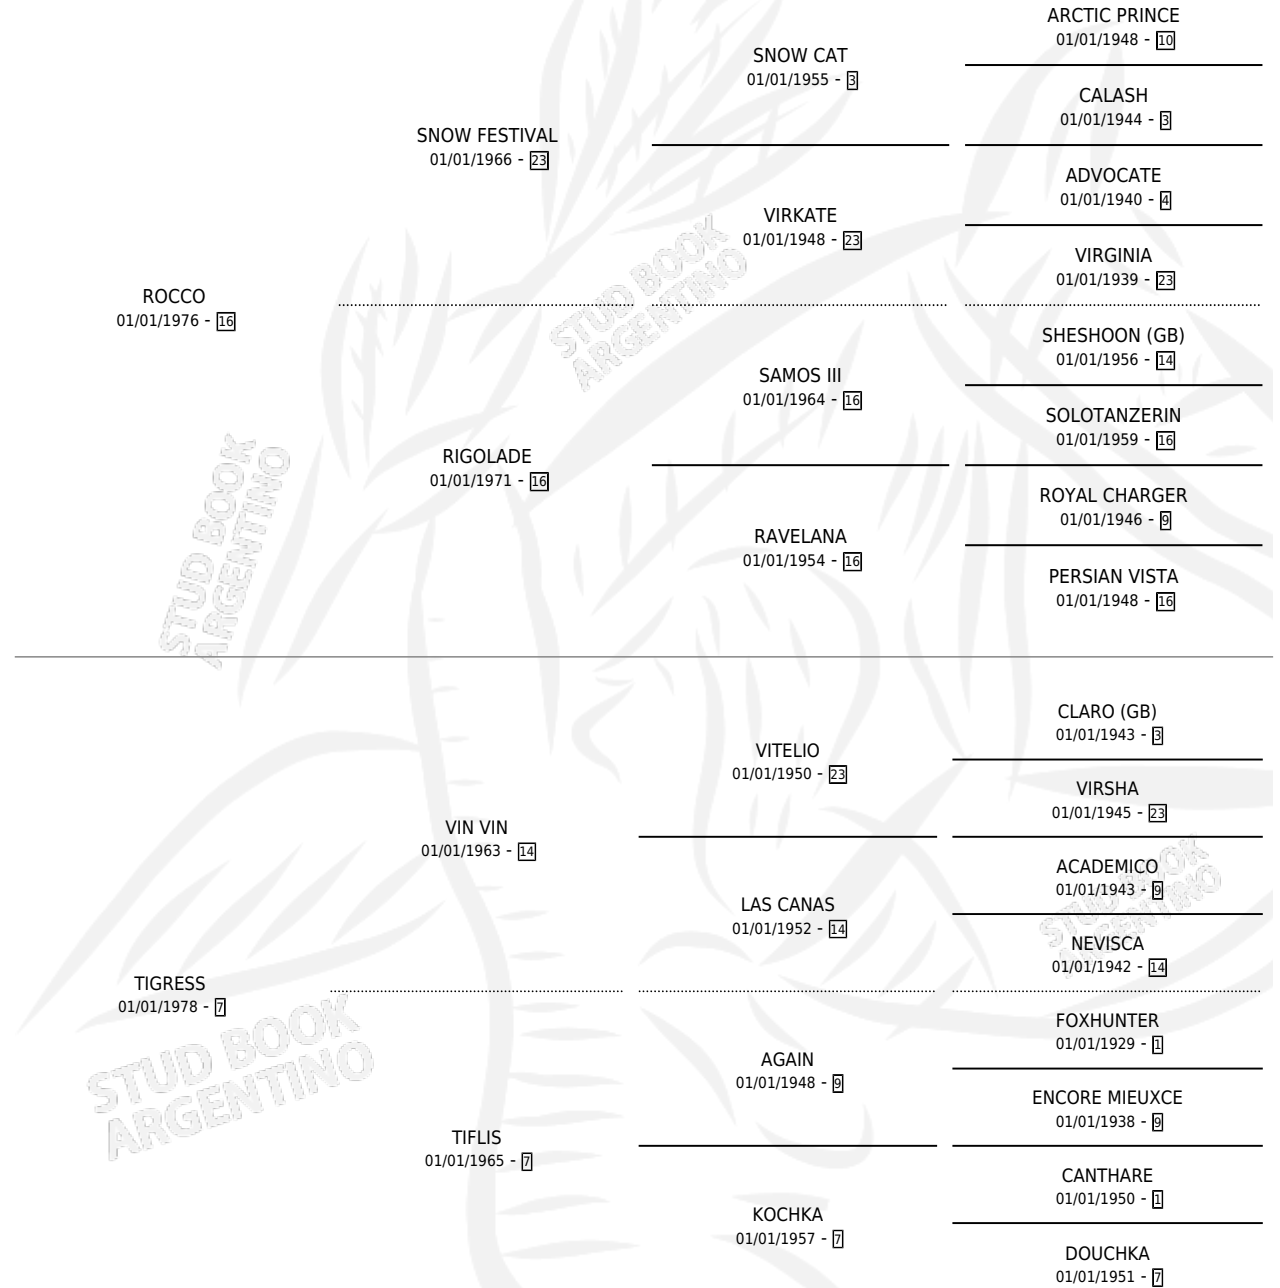 ARCTIC PRINCE
01/01/1948 - 10
SNOW CAT
01/01/1955 - 3
CALASH
01/01/1944 - 3
SNOW FESTIVAL
01/01/1966 - 23
ADVOCATE
01/01/1940 - 4
VIRKATE
01/01/1948 - 23
VIRGINIA
01/01/1939 - 23
ROCCO
01/01/1976 - 16
STUD BOOK
ARGENTINO
SHESHOON (GB)
01/01/1956 - 14
SAMOS III
01/01/1964 - 16
SOLOTANZERIN
01/01/1959 - 16
RIGOLADE
01/01/1971 - 16
ROYAL CHARGER
01/01/1946 - 9
RAVELANA
01/01/1954 - 16
PERSIAN VISTA
01/01/1948 - 16
STUD BOOK
ARGENTINO
CLARO (GB)
01/01/1943 - 3
VITELIO
01/01/1950 - 23
VIRSHA
01/01/1945 - 23
VIN VIN
01/01/1963 - 14
ACADEMICO
01/01/1943 - 9
LAS CANAS
01/01/1952 - 14
NEVISCA
01/01/1942 - 14
STUD BOOK
ARGENTINO
TIGRESS
01/01/1978 - 7
STUD BOOK
ARGENTINO
FOXHUNTER
01/01/1929 - 1
AGAIN
01/01/1948 - 9
ENCORE MIEUXCE
01/01/1938 - 9
TIFLIS
01/01/1965 - 7
CANTHARE
01/01/1950 - 1
KOCHKA
01/01/1957 - 7
DOUCHKA
01/01/1951 - 7